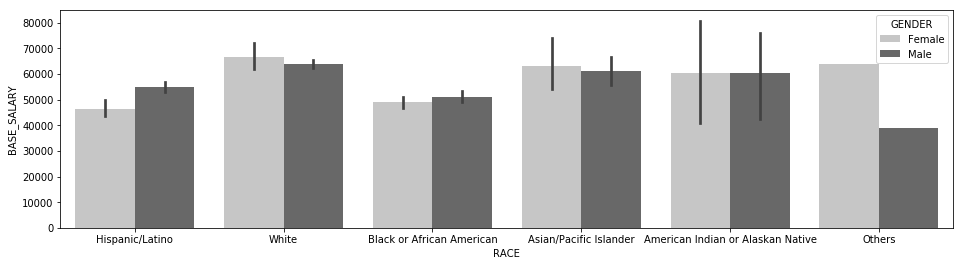 80000
70000
60000
50000
40000
30000
20000
10000
0
BASE_SALARY
GENDER
Female
Male
Hispanic/Latino
White
Black or African American
Asian/Pacific Islander
American Indian or Alaskan Native
Others
RACE